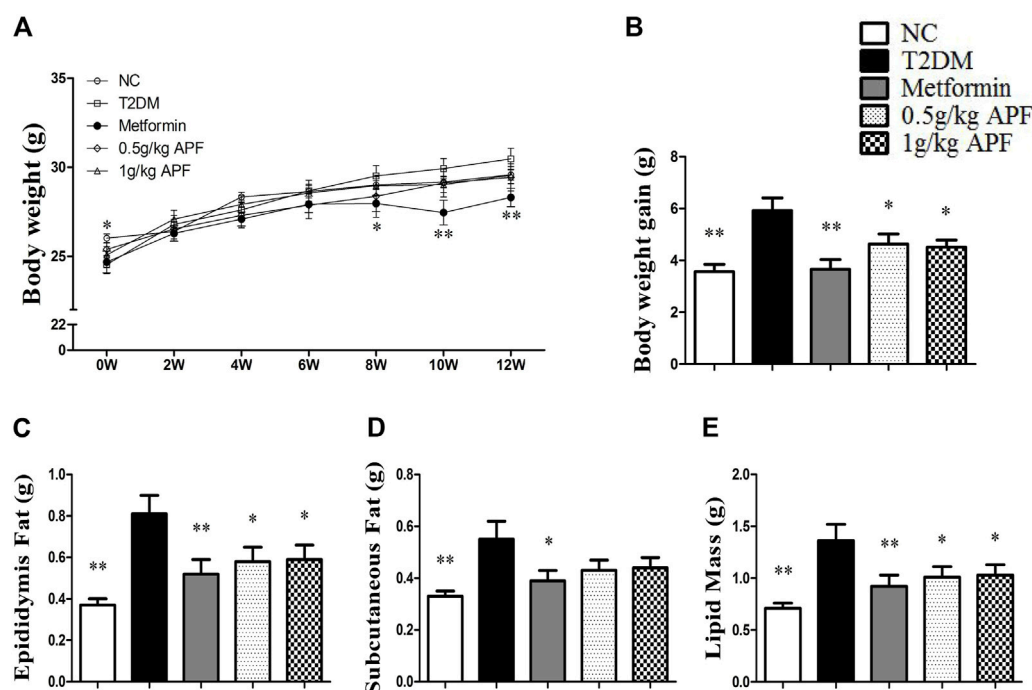 A
Body weight (g)
35
30
25
22
0
NC
T2DM
Metformin
0.5g/kg APF
1g/kg APF
*
*
**
**
0W
2W
4W
6W
8W
10W
12W
B
NC
T2DM
Metformin
0.5g/kg APF
1g/kg APF
Body weight gain (g)
8
6
4
2
0
**
**
*
*
C
Epididymis Fat (g)
1.0
0.8
0.6
0.4
0.2
0.0
**
**
*
*
D
Subcutaneous Fat (g)
0.8
0.6
0.4
0.2
0.0
**
*
E
Lipid Mass (g)
2.0
1.5
1.0
0.5
0.0
**
**
*
*